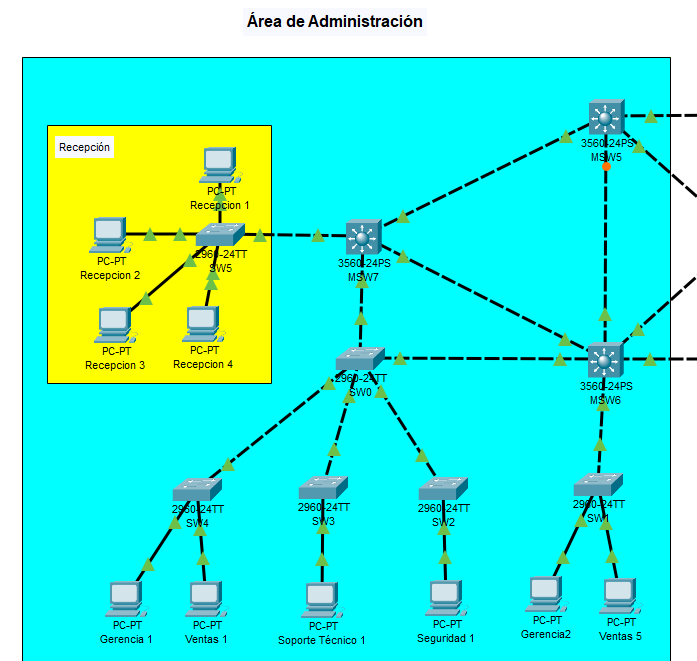 Área de Administración
Recepción
PC-PT
Recepcion 1
PC-PT
Recepcion 2
2960-24TT
SW5
PC-PT
Recepcion 3
PC-PT
Recepcion 4
3560-24PS
MSW5
3560-24PS
MSW7
2960-24TT
SW0
3560-24PS
MSW6
2960-24TT
SW4
2960-24TT
SW3
2960-24TT
SW2
2960-24TT
SW1
PC-PT
Gerencia 1
PC-PT
Ventas 1
PC-PT
Soporte Técnico 1
PC-PT
Seguridad 1
PC-PT
Gerencia2
PC-PT
Ventas 5